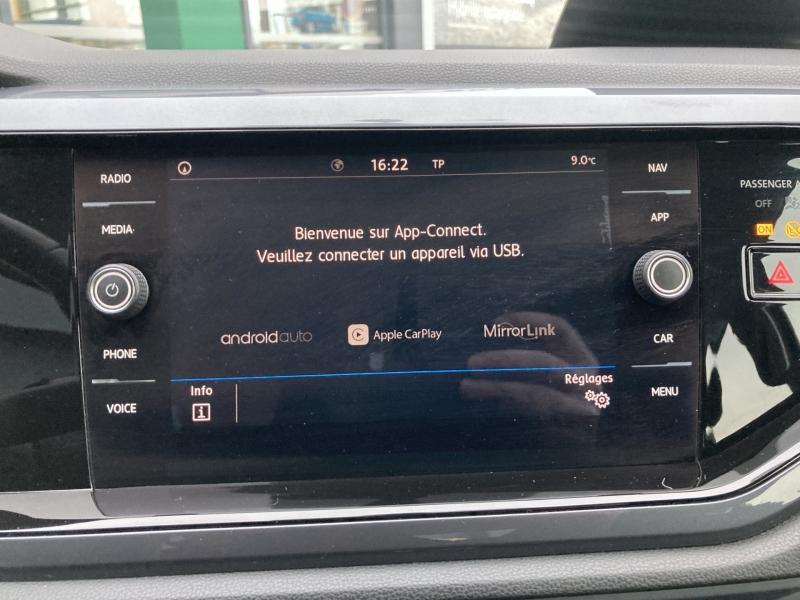 16:22 TP 9.0°C
RADIO
MEDIA
PHONE
VOICE
Bienvenue sur App-Connect.
Veuillez connecter un appareil via USB.
androidauto
Apple CarPlay
MirrorLink
Info
i
Réglages
NAV
APP
CAR
MENU
PASSENGER A
OFF
ON